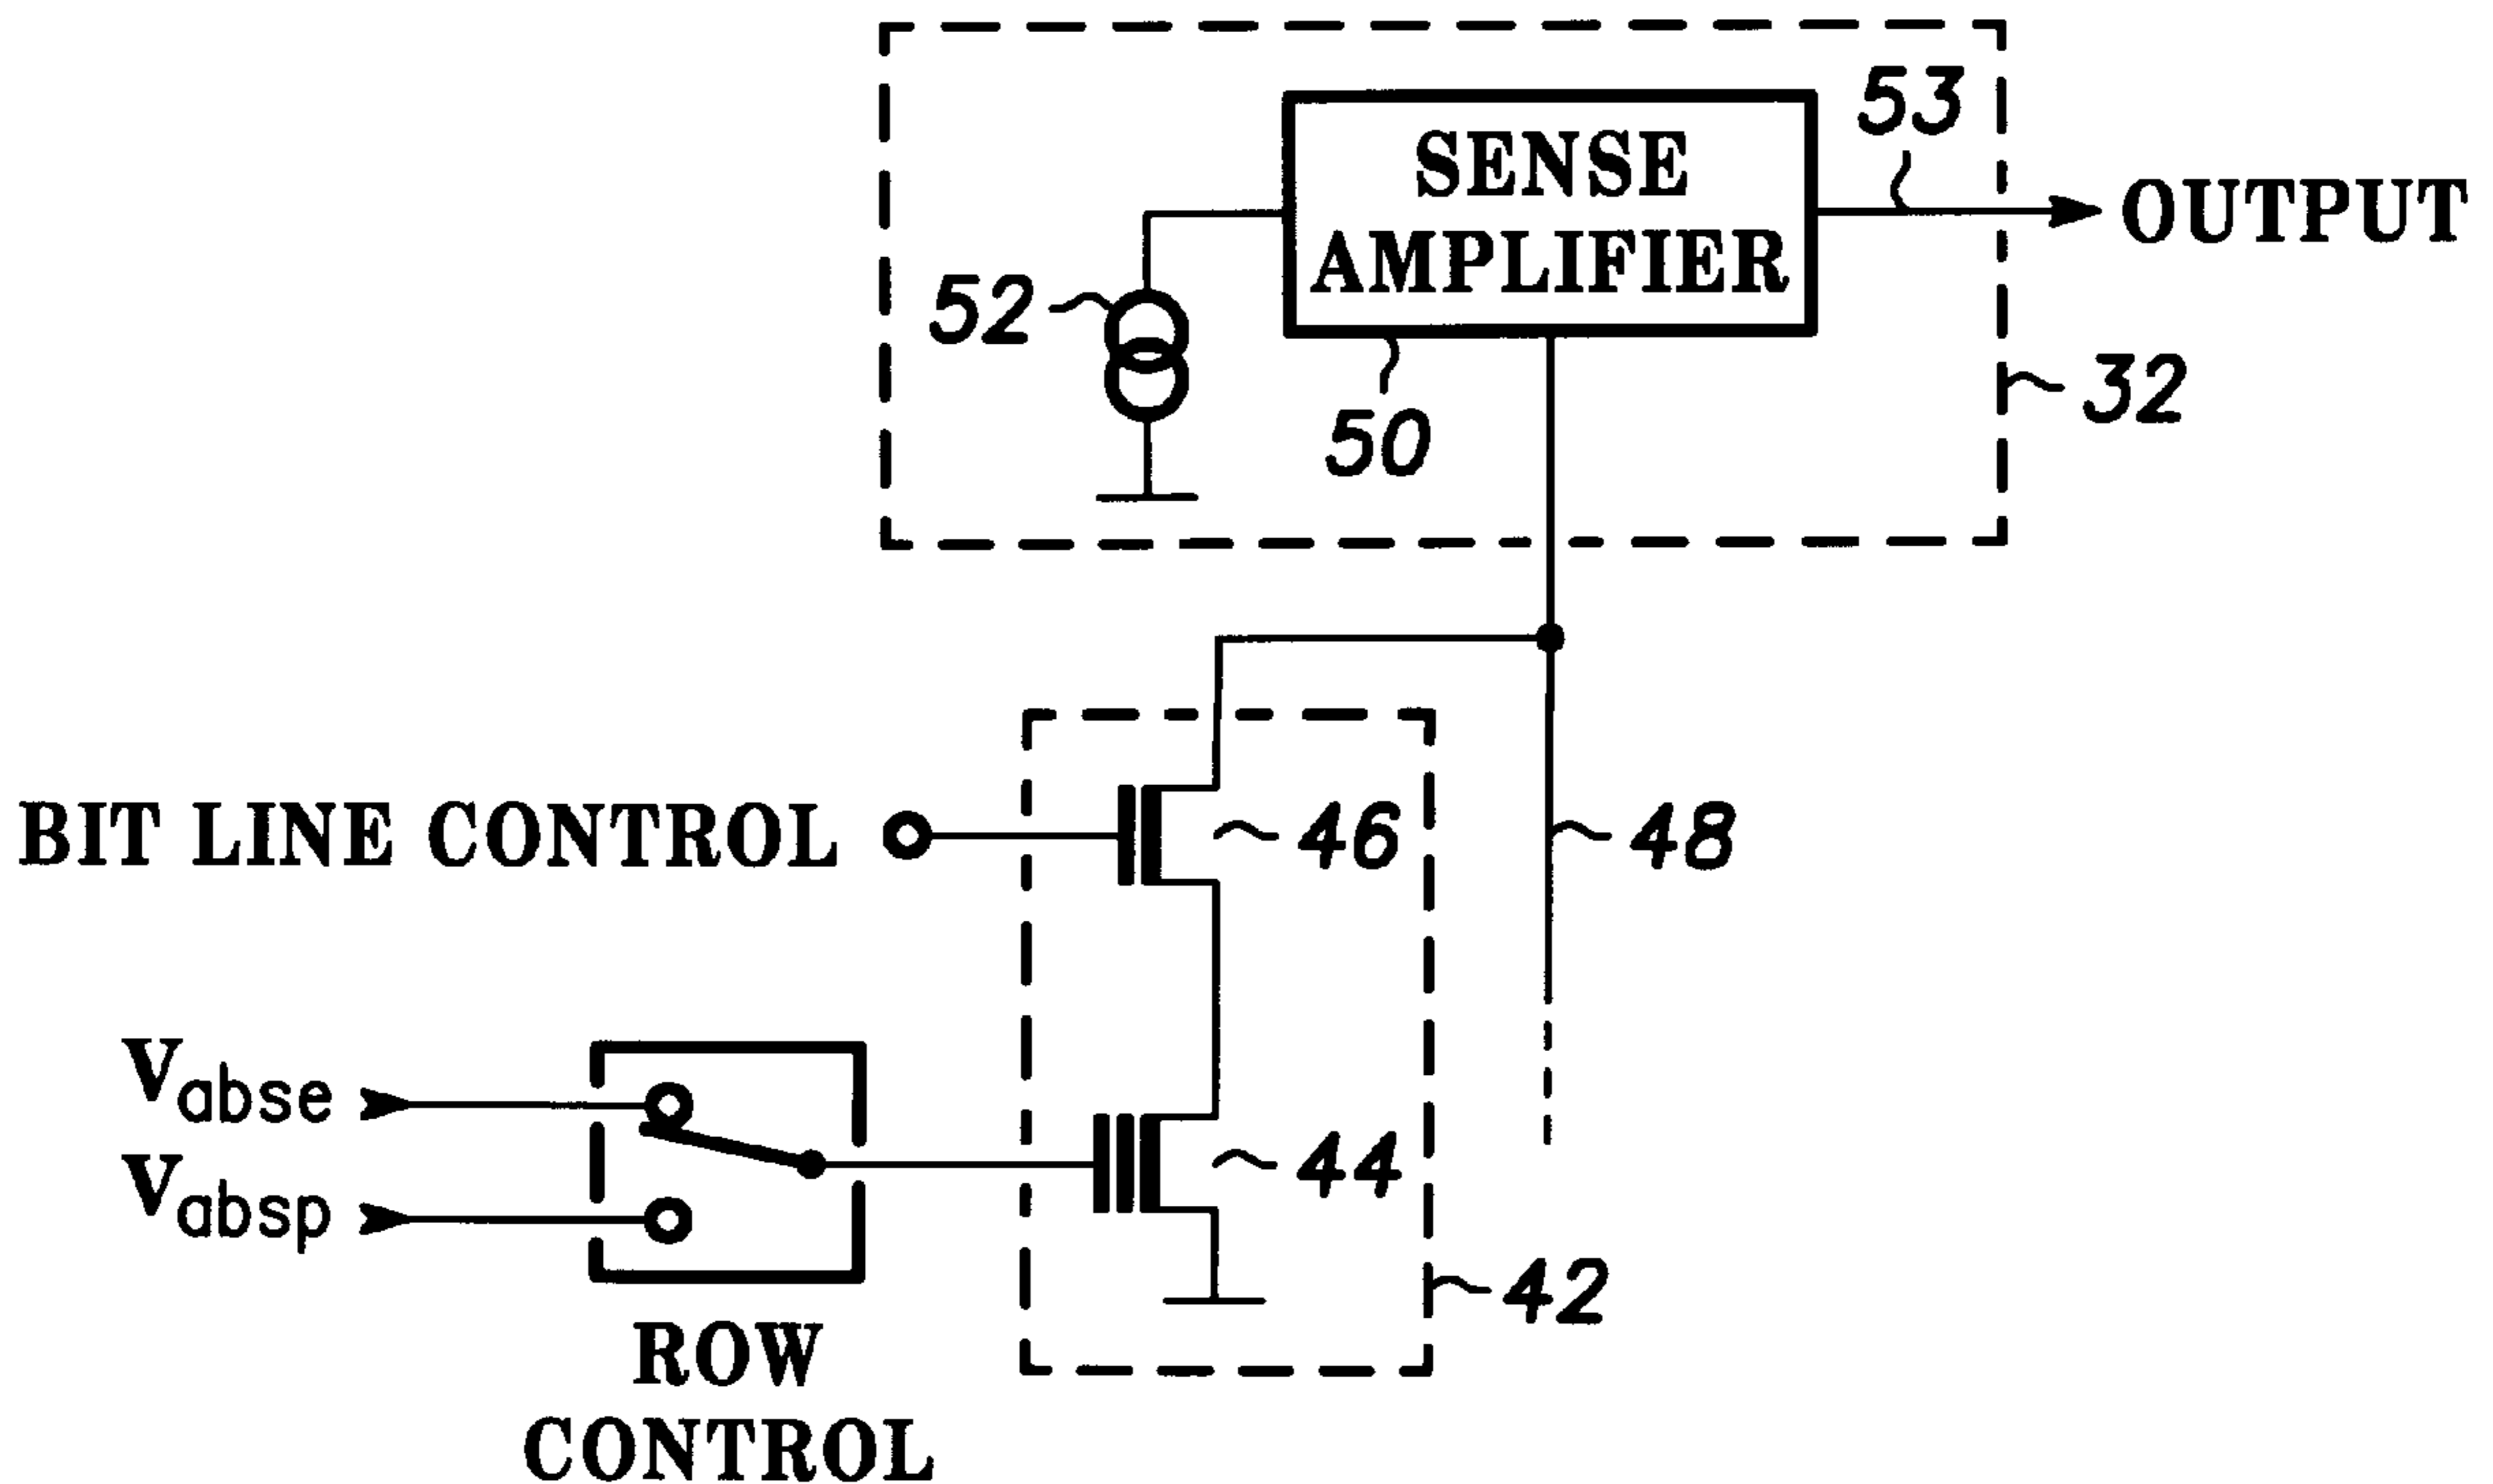 53
SENSE
AMPLIFIER
OUTPUT
52
32
50
BIT LINE CONTROL
46
48
Vabse
44
Vabsp
42
ROW
CONTROL